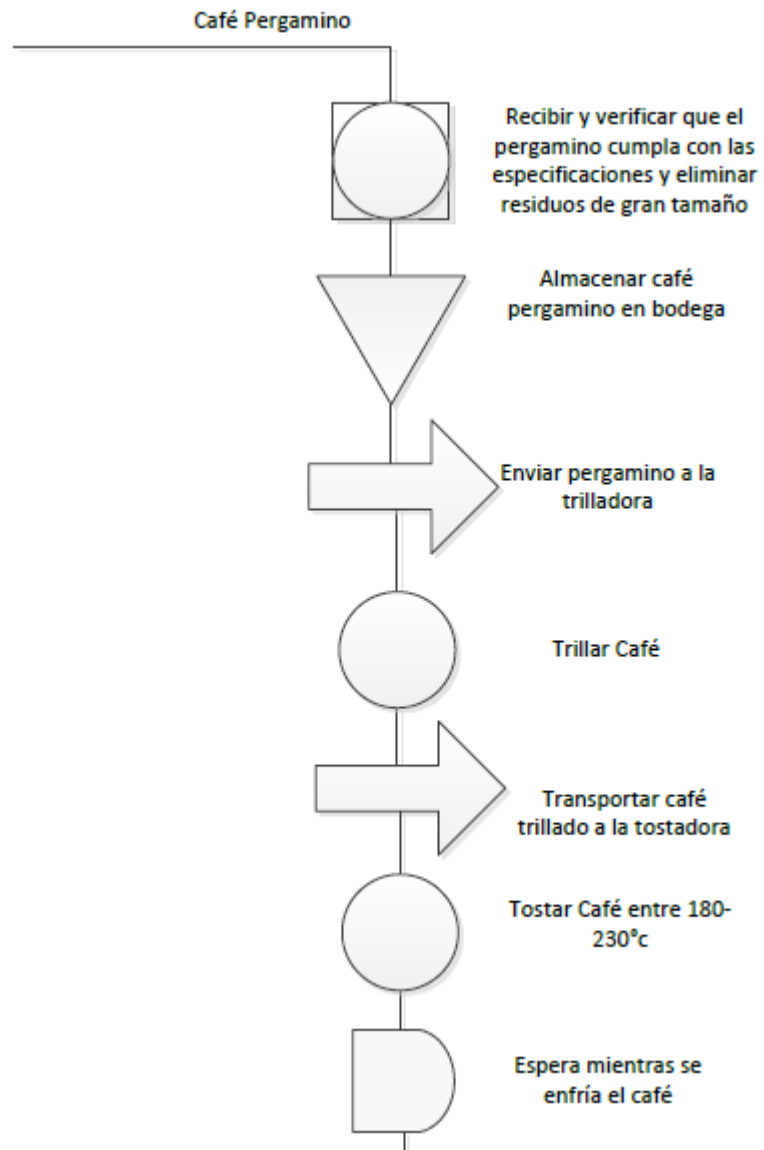 Café Pergamino
Recibir y verificar que el
pergamino cumpla con las
especificaciones y eliminar
residuos de gran tamaño
Almacenar café
pergamino en bodega
Enviar pergamino a la
trilladora
Trillar Café
Transportar café
trillado a la tostadora
Tostar Café entre 180-
230°c
Espera mientras se
enfría el café